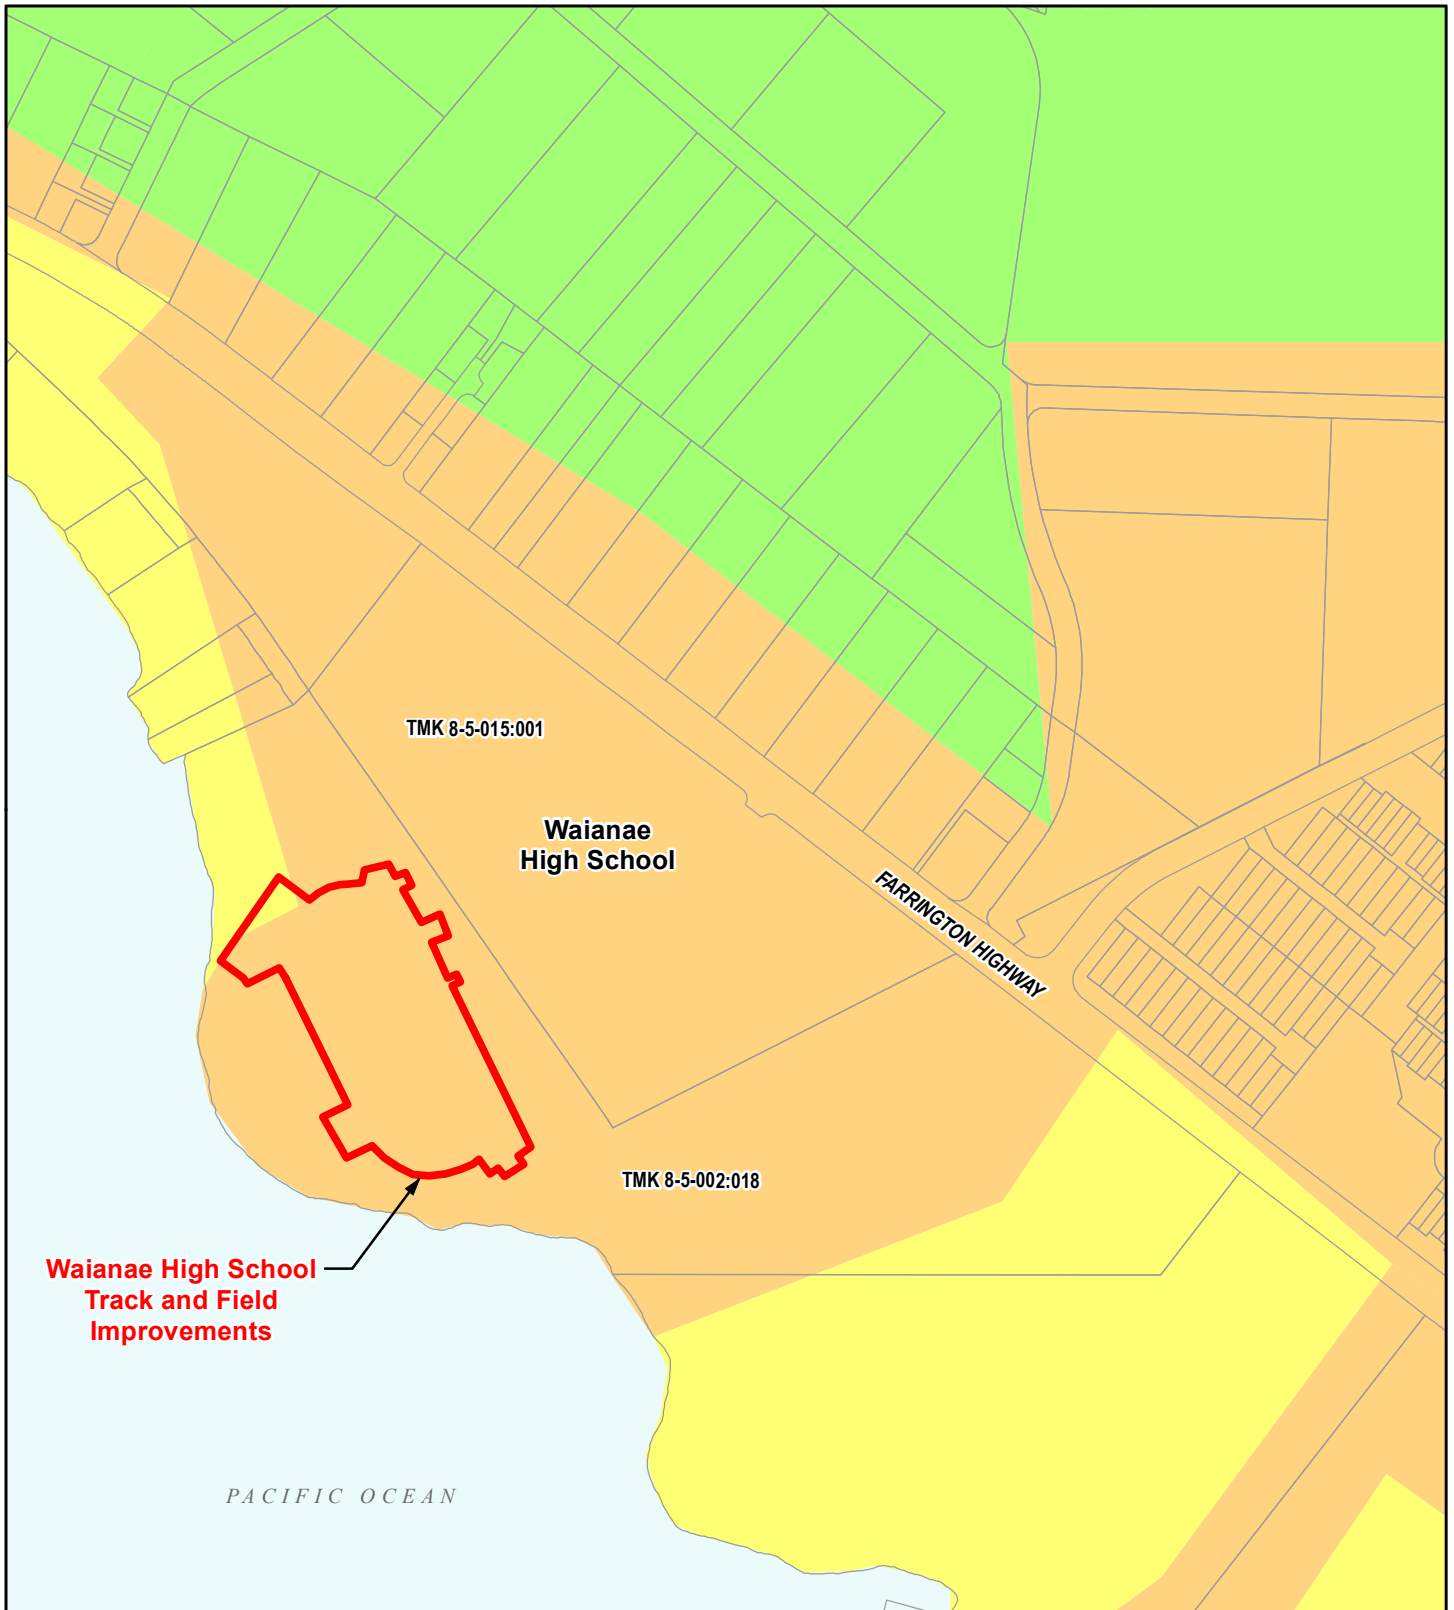 TMK 8-5-015:001
Waianae
High School
FARRINGTON HIGHWAY
TMK 8-5-002:018
Waianae High School
Track and Field
Improvements
PACIFIC OCEAN